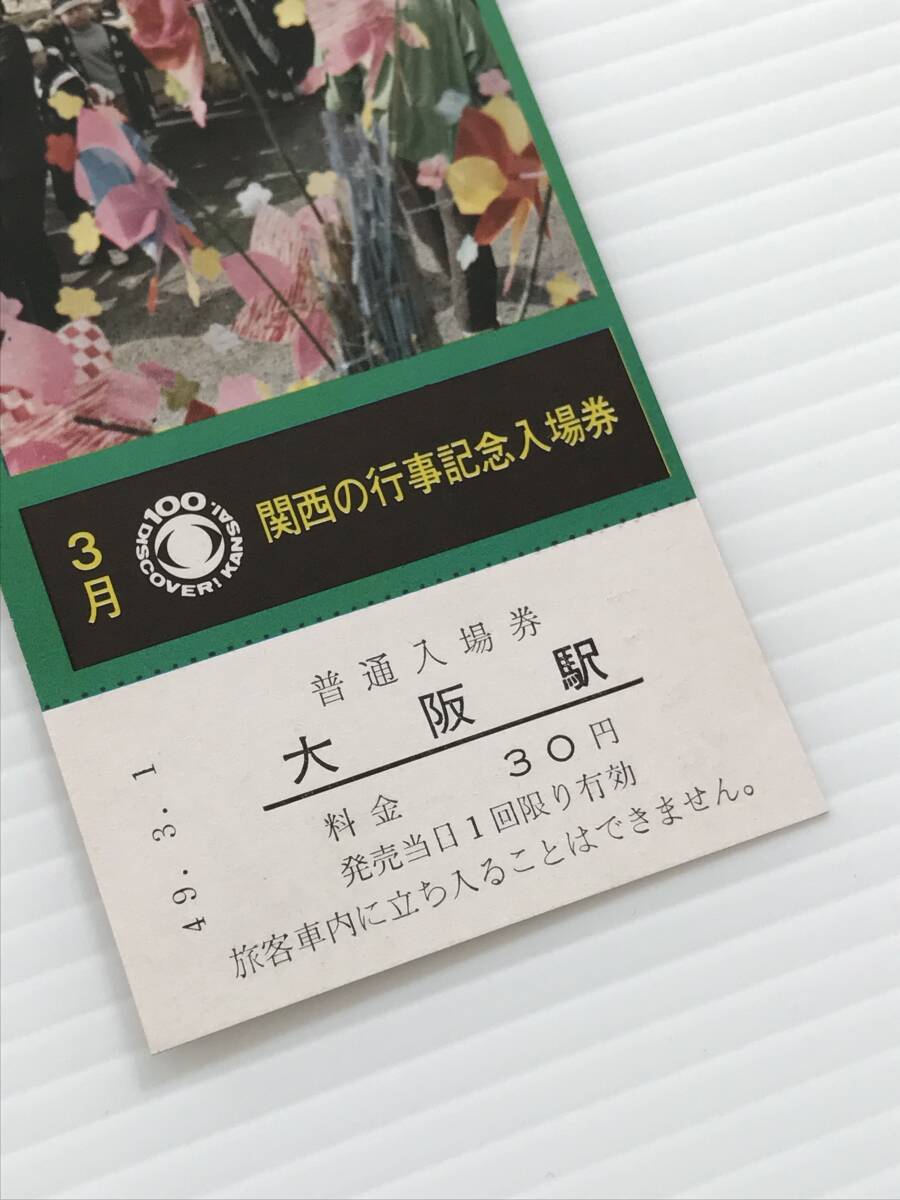 3月
100. DISCOVER! KANSAI
関西の行事記念入場券
普通入場券
大阪駅
料金 30円
発売当日1回限り有効
旅客車内に立ち入ることはできません。
49.3.1